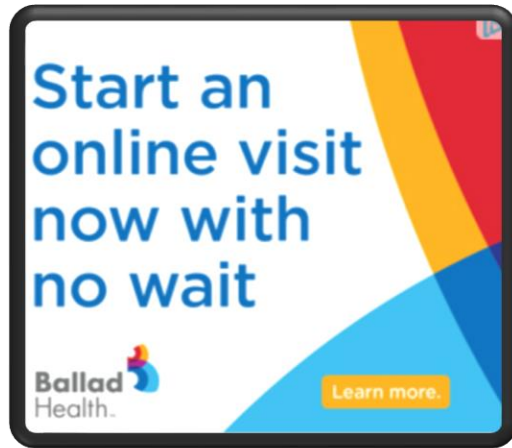 Start an
online visit
now with
no wait
Ballad
Health
Learn more.